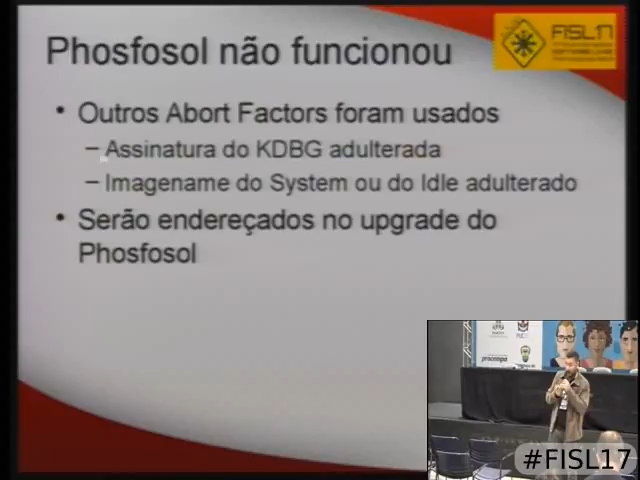 Phosfosol não funcionou
FISL17
• Outros Abort Factors foram usados
– Assinatura do KDBG adulterada
– Imagename do System ou do Idle adulterado
• Serão endereçados no upgrade do
Phosfosol
procempa
#FISL17